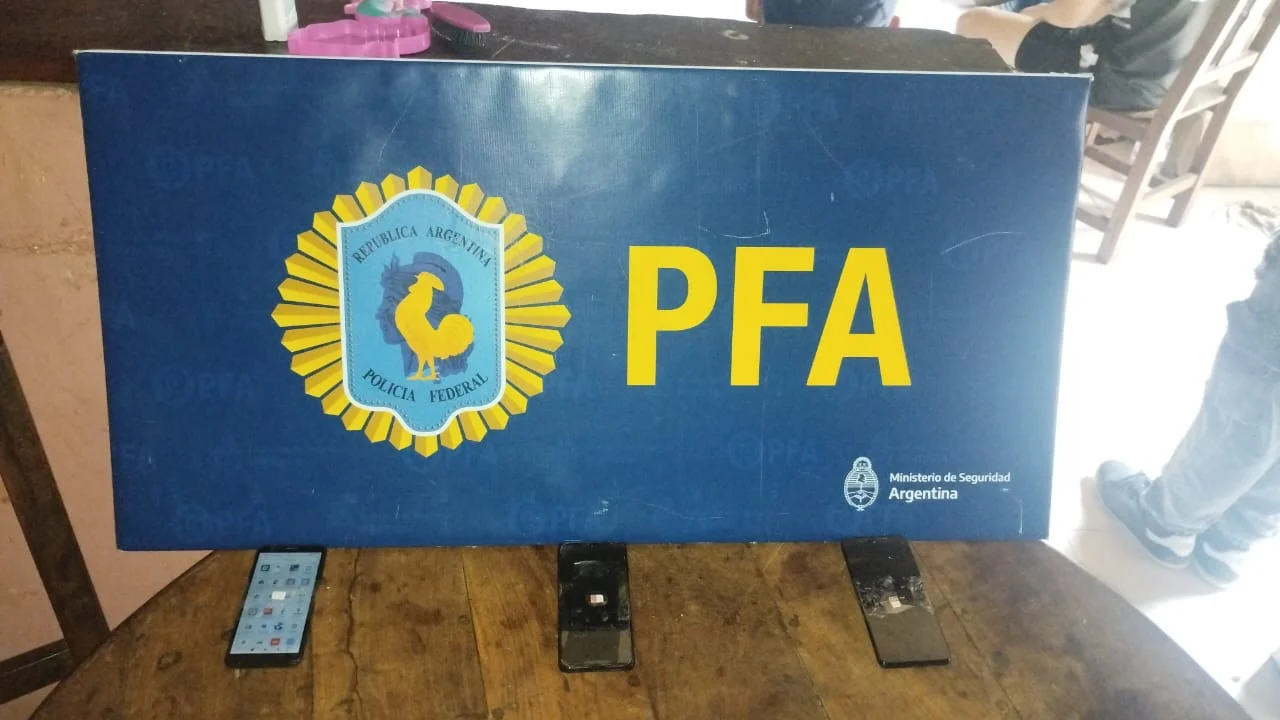 REPUBLICA ARGENTINA
POLICIA FEDERAL
PFA
Ministerio de Seguridad
Argentina